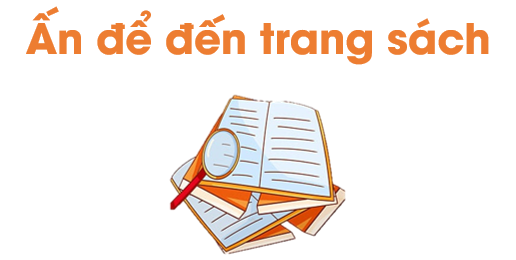 Ấn để đến trang sách